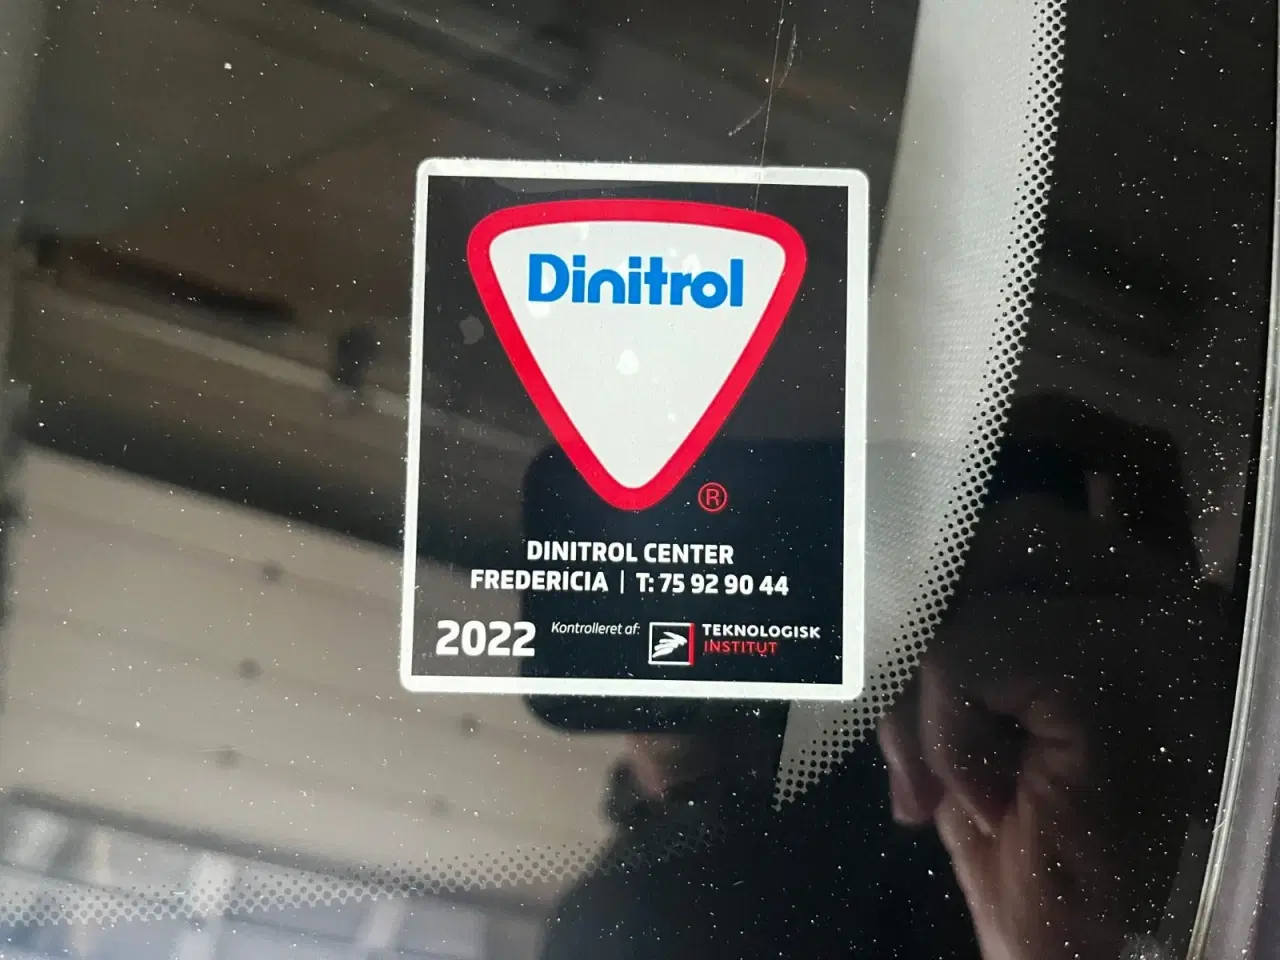 Dinitrol
®
DINITROL CENTER
FREDERICIA | T: 75 92 90 44
2022 Kontrolleret af: TEKNOLOGISK
INSTITUT